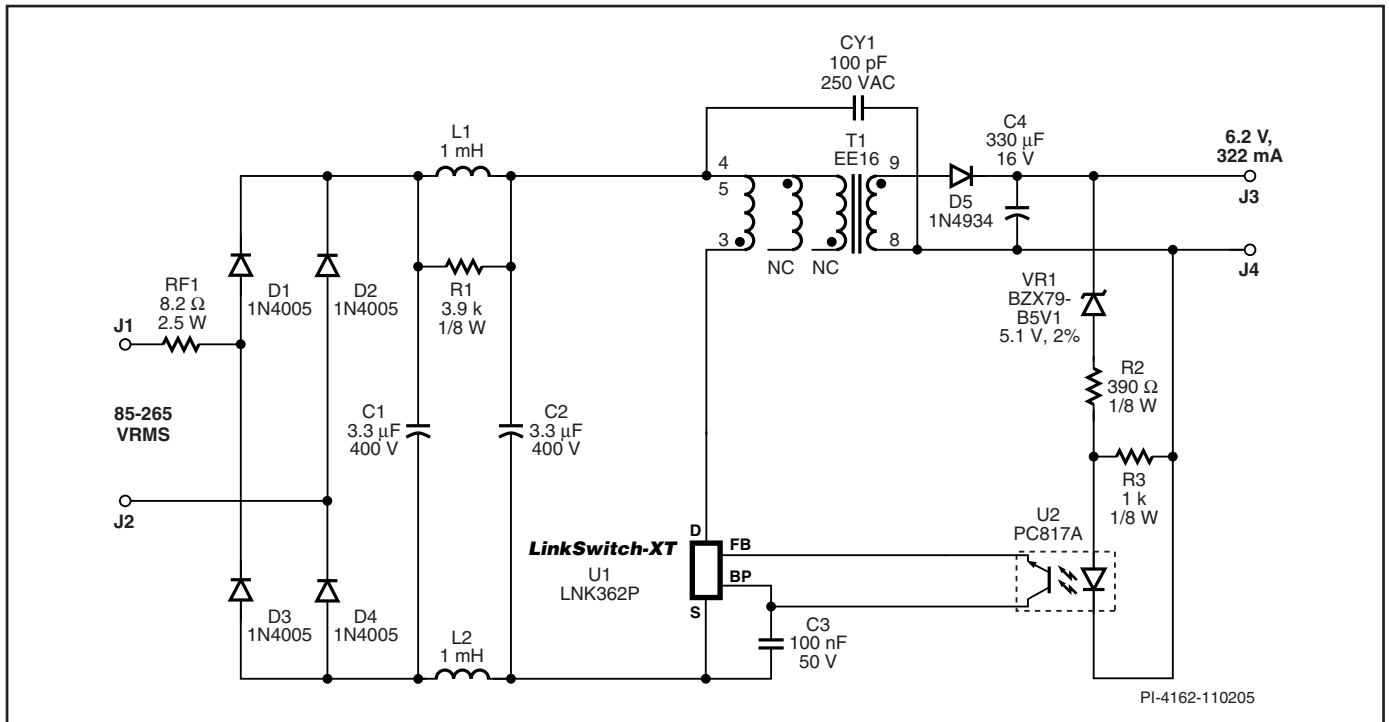 CY1
100 pF
250 VAC
L1
1 mH
T1
EE16
C4
330 µF
16 V
6.2 V,
322 mA
4
5
3
9
8
D5
1N4934
J3
J4
NC
NC
RF1
8.2 Ω
2.5 W
D1
1N4005
D2
1N4005
R1
3.9 k
1/8 W
VR1
BZX79-
B5V1
5.1 V, 2%
J1
85-265
VRMS
J2
C1
3.3 µF
400 V
C2
3.3 µF
400 V
R2
390 Ω
1/8 W
R3
1 k
1/8 W
U2
PC817A
D
FB
BP
S
LinkSwitch-XT
U1
LNK362P
D3
1N4005
D4
1N4005
L2
1 mH
C3
100 nF
50 V
PI-4162-110205